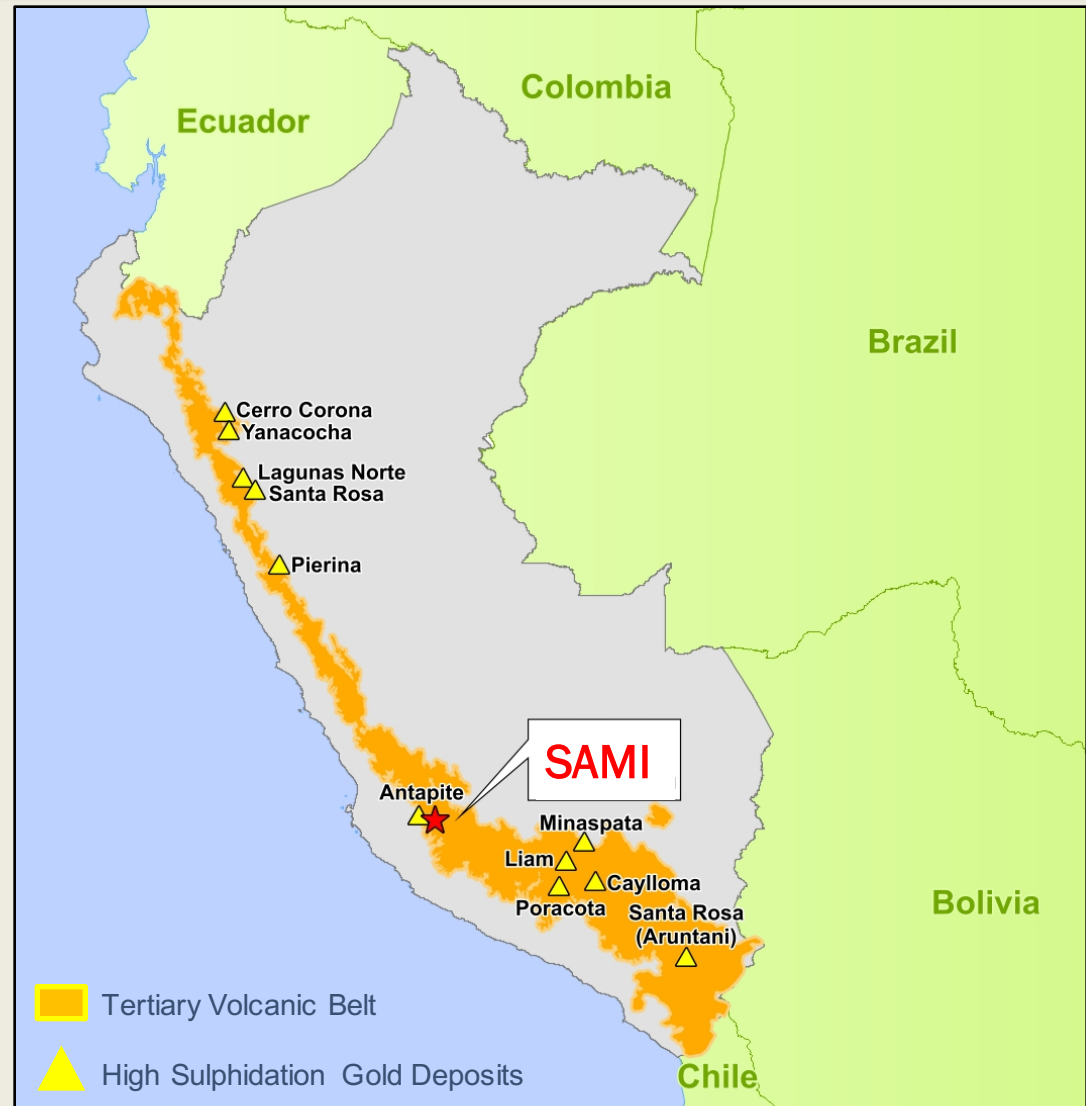 Colombia
Ecuador
Brazil
Cerro Corona
Yanacocha
Lagunas Norte
Santa Rosa
Pierina
SAMI
Antapite
Minaspata
Liam
Caylloma
Poracota
Santa Rosa
(Aruntani)
Bolivia
Tertiary Volcanic Belt
High Sulphidation Gold Deposits
Chile